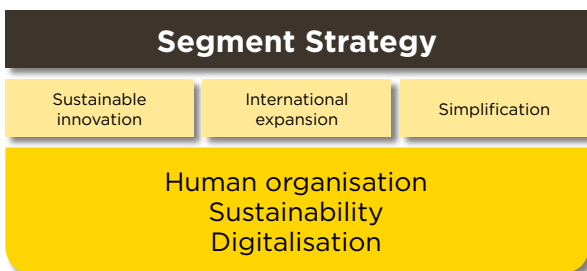 Segment Strategy
Sustainable
innovation
International
expansion
Simplification
Human organisation
Sustainability
Digitalisation